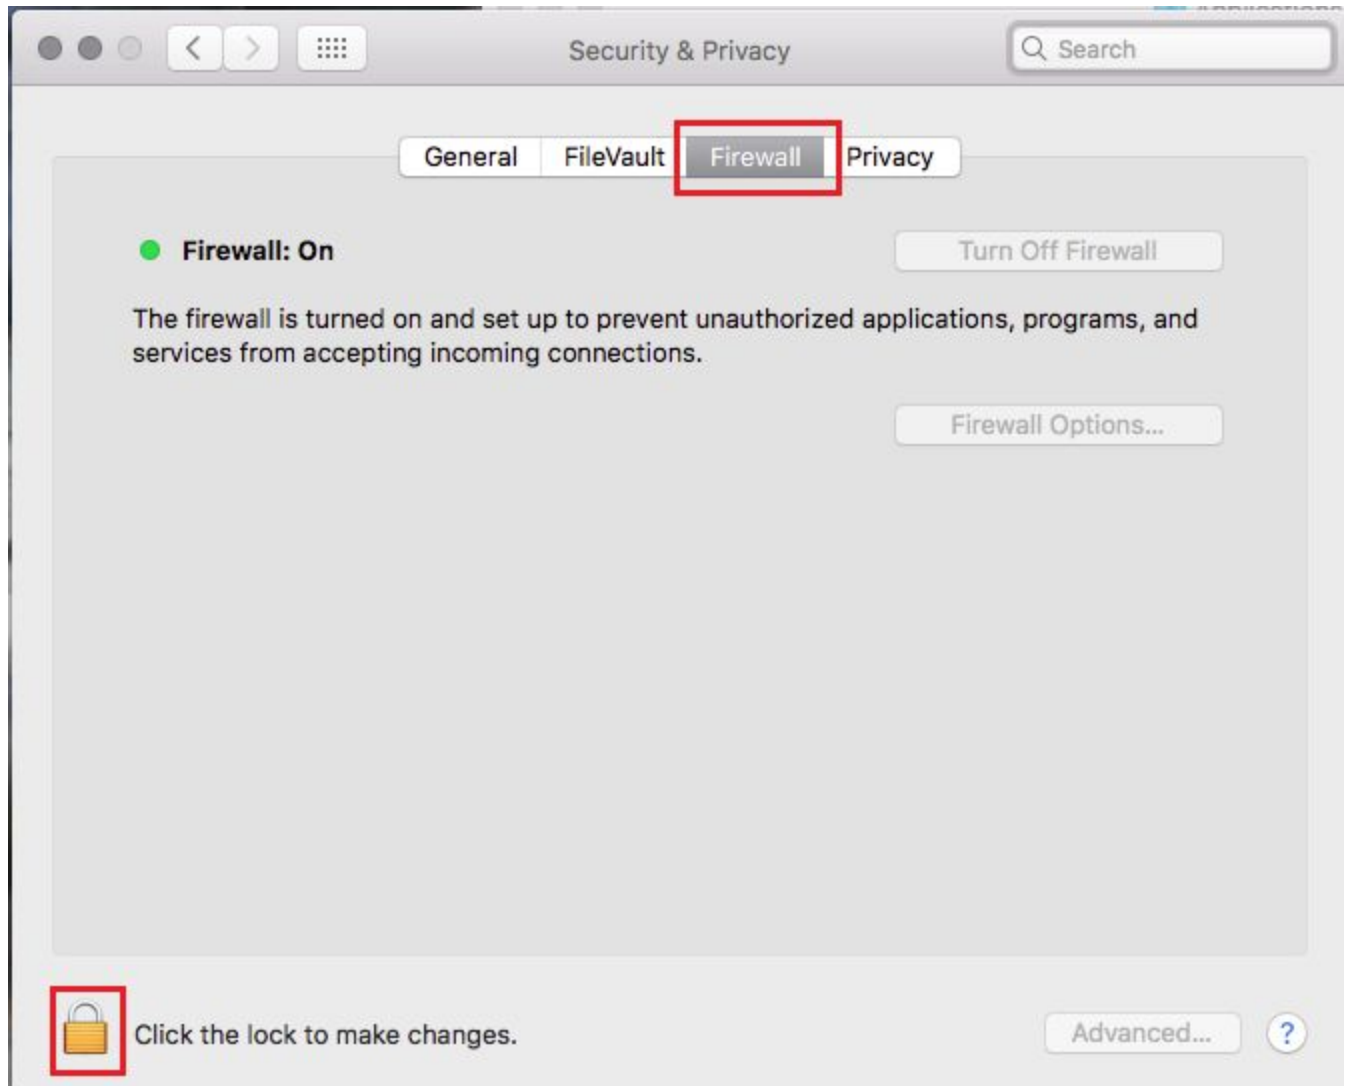 Security & Privacy
Search
General FileVault Firewall Privacy
Firewall: On
Turn Off Firewall
The firewall is turned on and set up to prevent unauthorized applications, programs, and
services from accepting incoming connections.
Firewall Options...
Click the lock to make changes.
Advanced...
?